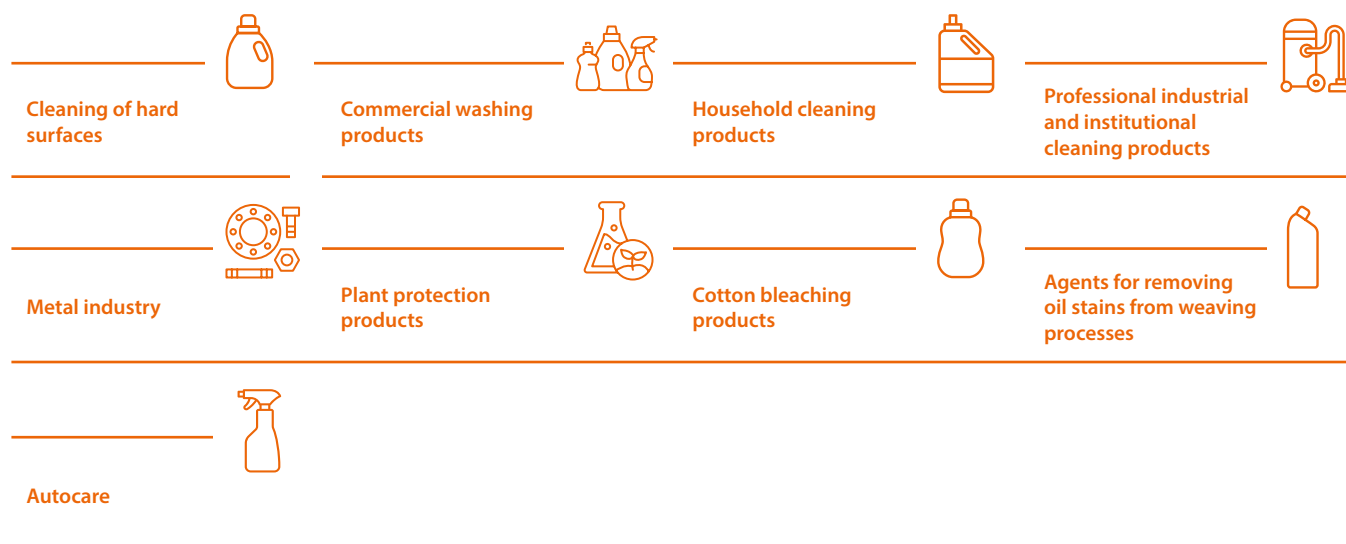 Cleaning of hard
surfaces
Commercial washing
products
Household cleaning
products
Professional industrial
and institutional
cleaning products
Metal industry
Plant protection
products
Cotton bleaching
products
Agents for removing
oil stains from weaving
processes
Autocare